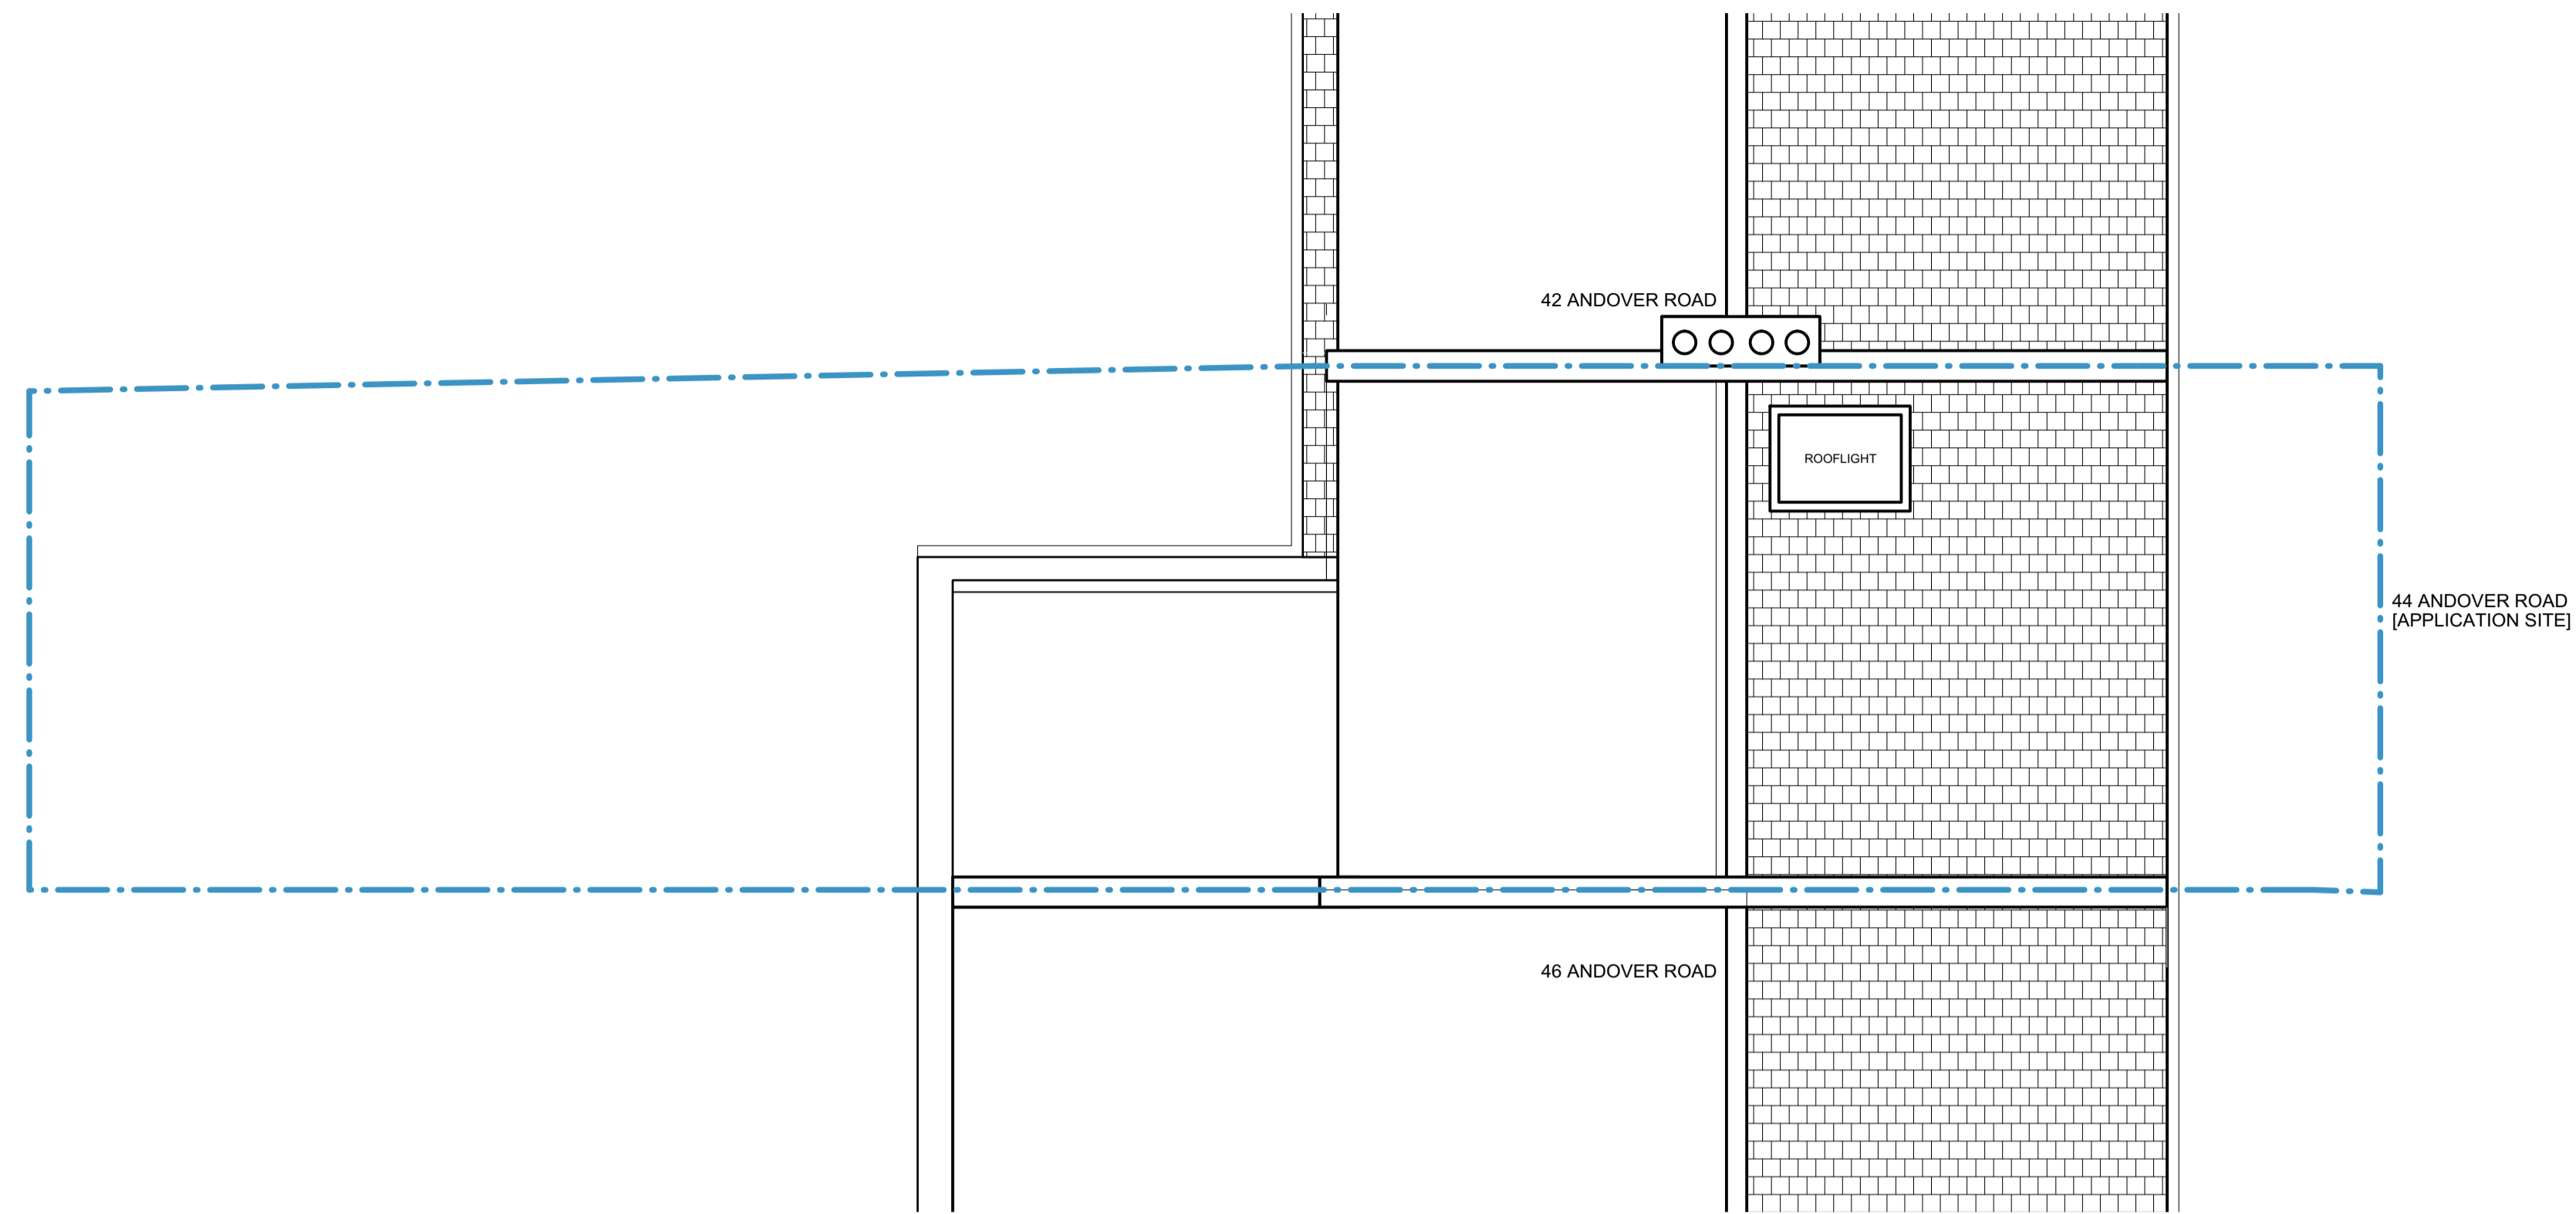 42 ANDOVER ROAD
ROOFLIGHT
44 ANDOVER ROAD
[APPLICATION SITE]
46 ANDOVER ROAD